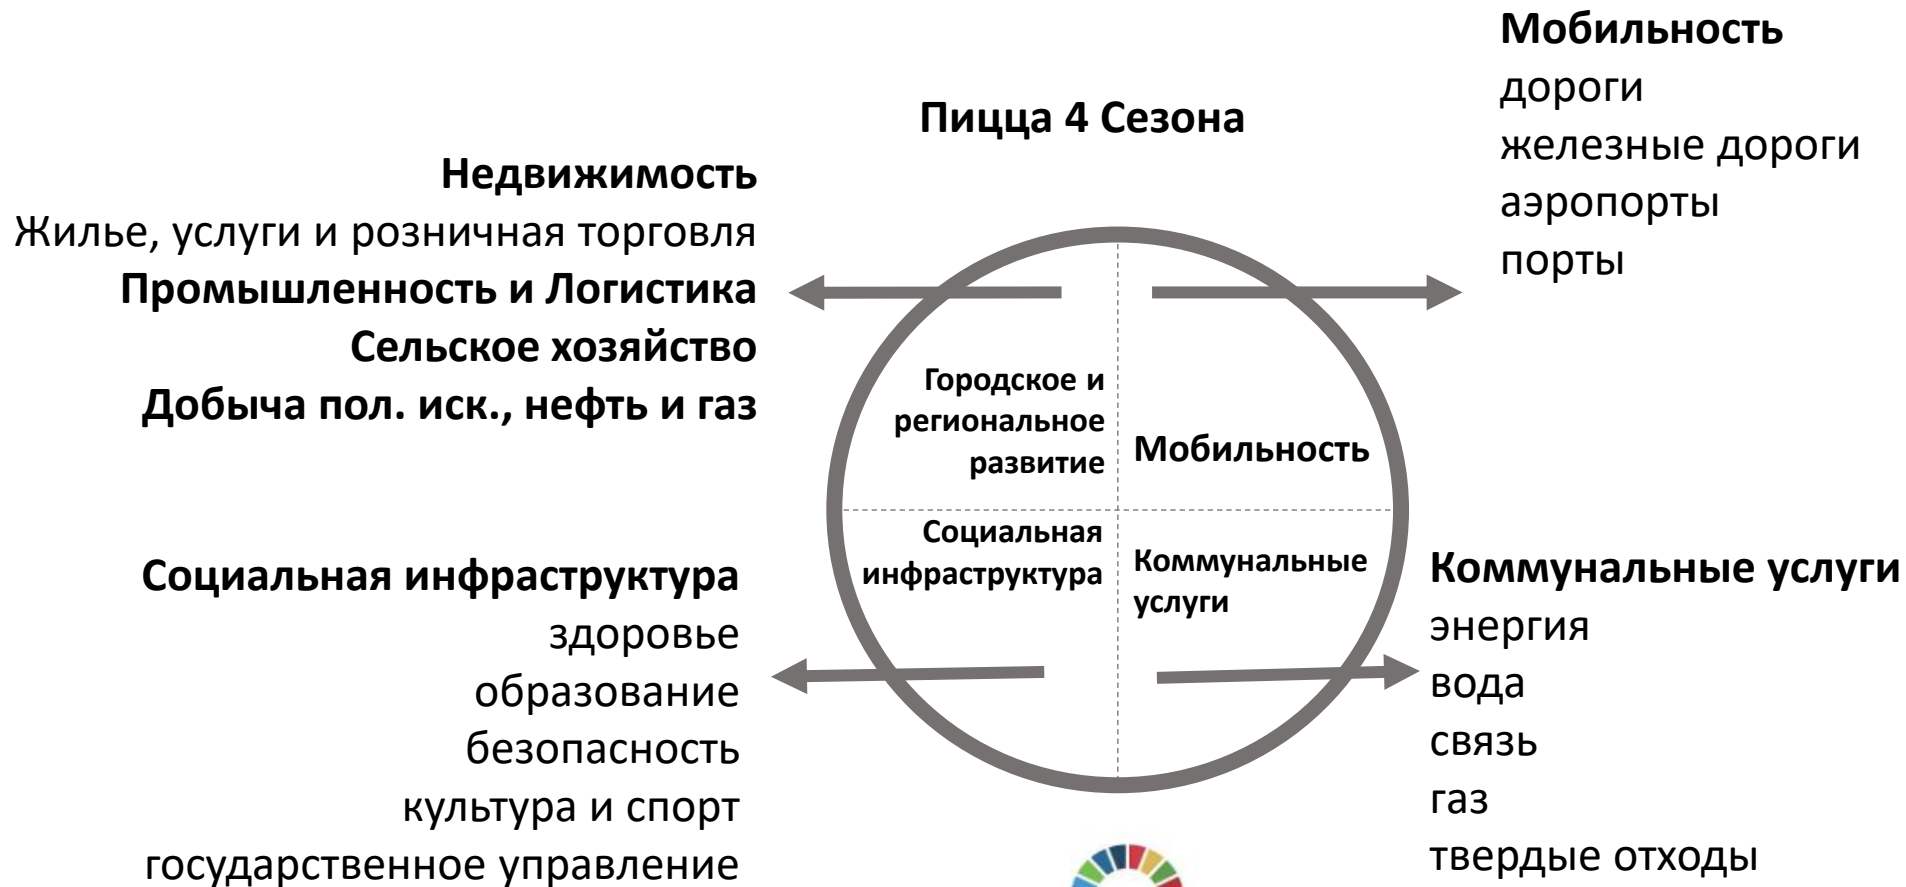 Пицца 4 Сезона
Недвижимость
Жилье, услуги и розничная торговля
Промышленность и Логистика
Сельское хозяйство
Добыча пол. иск., нефть и газ
Мобильность
дороги
железные дороги
аэропорты
порты
Городское и
региональное
развитие
Мобильность
Социальная
инфраструктура
Коммунальные
услуги
Социальная инфраструктура
здоровье
образование
безопасность
культура и спорт
государственное управление
Коммунальные услуги
энергия
вода
связь
газ
твердые отходы